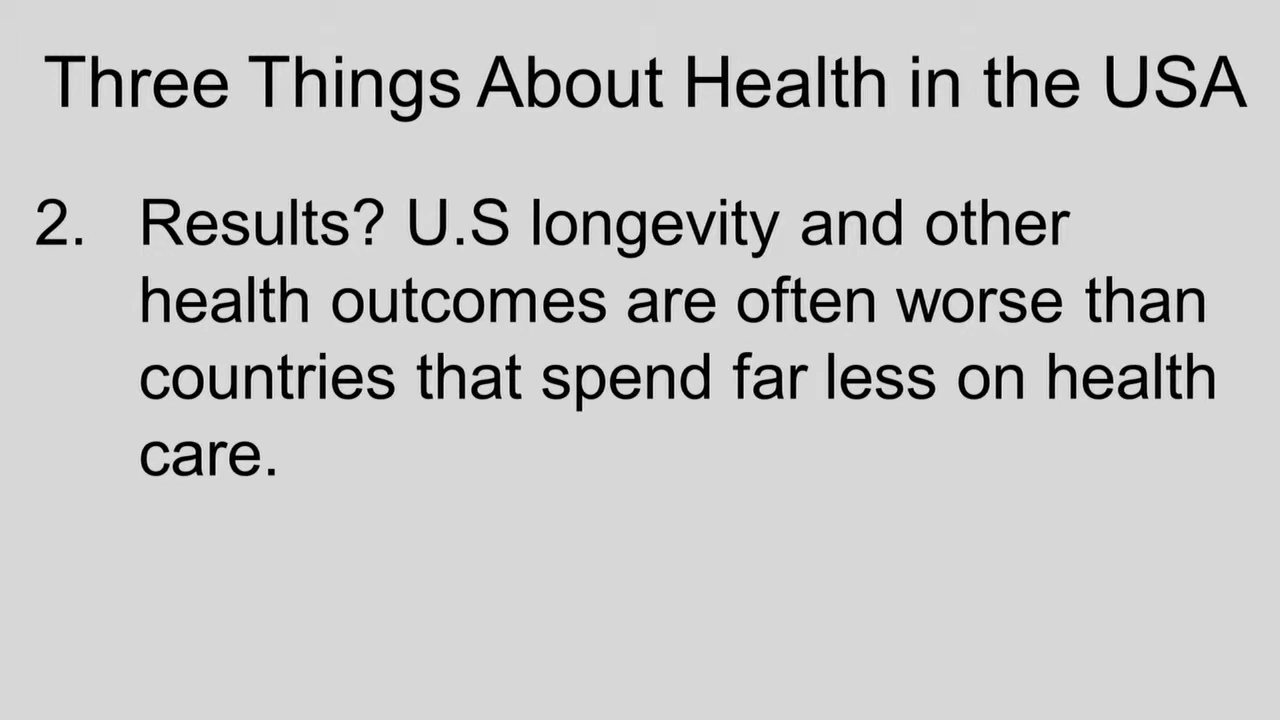 Three Things About Health in the USA
2. Results? U.S longevity and other
health outcomes are often worse than
countries that spend far less on health
care.